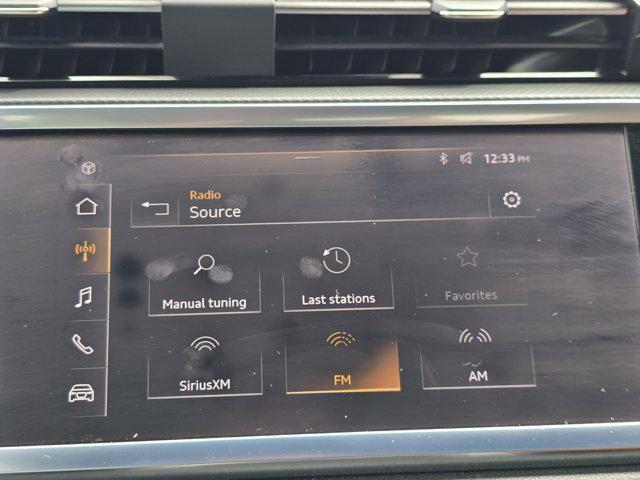 12:33 PM
Radio
Source
Manual tuning
Last stations
Favorites
SiriusXM
FM
AM